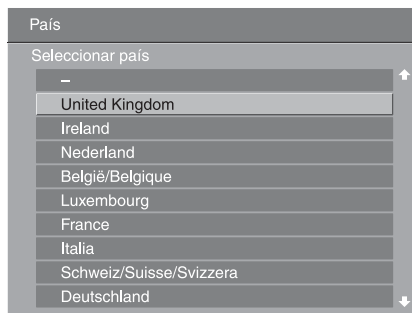 País
Seleccionar país
–
United Kingdom
Ireland
Nederland
België/Belgique
Luxembourg
France
Italia
Schweiz/Suisse/Svizzera
Deutschland